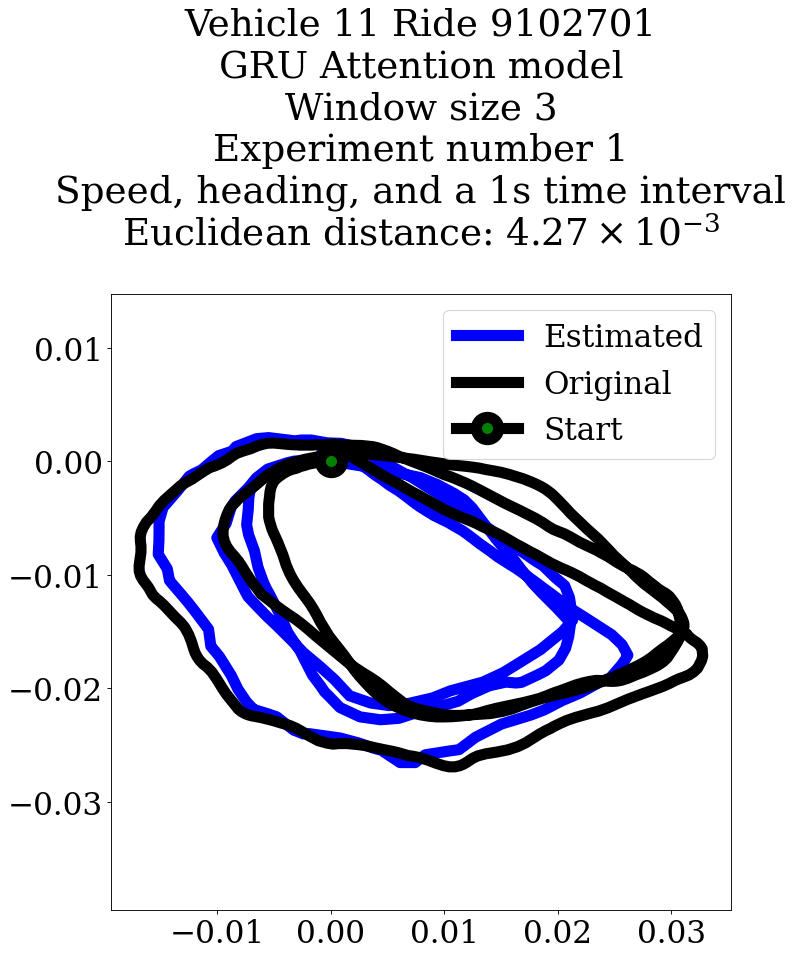 Vehicle 11 Ride 9102701
GRU Attention model
Window size 3
Experiment number 1
Speed, heading, and a 1s time interval
Euclidean distance: 4.27 × 10⁻³
Estimated
Original
Start
0.01
0.00
−0.01
−0.02
−0.03
−0.01 0.00 0.01 0.02 0.03